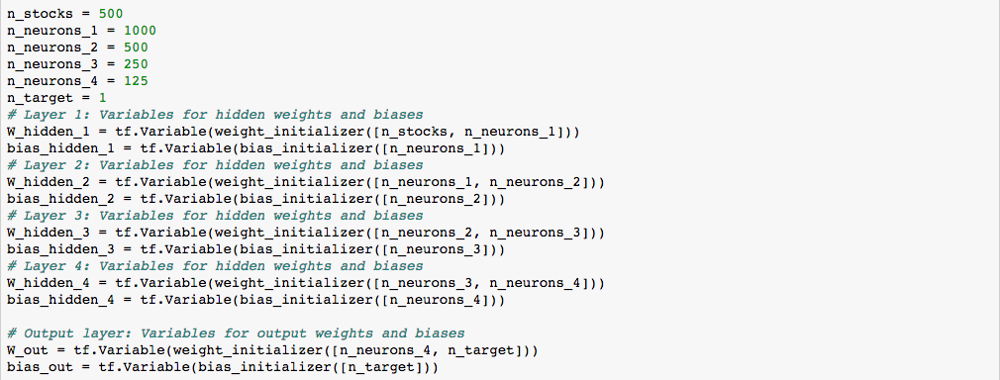 n_stocks = 500
n_neurons_1 = 1000
n_neurons_2 = 500
n_neurons_3 = 250
n_neurons_4 = 125
n_target = 1
# Layer 1: Variables for hidden weights and biases
W_hidden_1 = tf.Variable(weight_initializer([n_stocks, n_neurons_1]))
bias_hidden_1 = tf.Variable(bias_initializer([n_neurons_1]))
# Layer 2: Variables for hidden weights and biases
W_hidden_2 = tf.Variable(weight_initializer([n_neurons_1, n_neurons_2]))
bias_hidden_2 = tf.Variable(bias_initializer([n_neurons_2]))
# Layer 3: Variables for hidden weights and biases
W_hidden_3 = tf.Variable(weight_initializer([n_neurons_2, n_neurons_3]))
bias_hidden_3 = tf.Variable(bias_initializer([n_neurons_3]))
# Layer 4: Variables for hidden weights and biases
W_hidden_4 = tf.Variable(weight_initializer([n_neurons_3, n_neurons_4]))
bias_hidden_4 = tf.Variable(bias_initializer([n_neurons_4]))
# Output layer: Variables for output weights and biases
W_out = tf.Variable(weight_initializer([n_neurons_4, n_target]))
bias_out = tf.Variable(bias_initializer([n_target]))